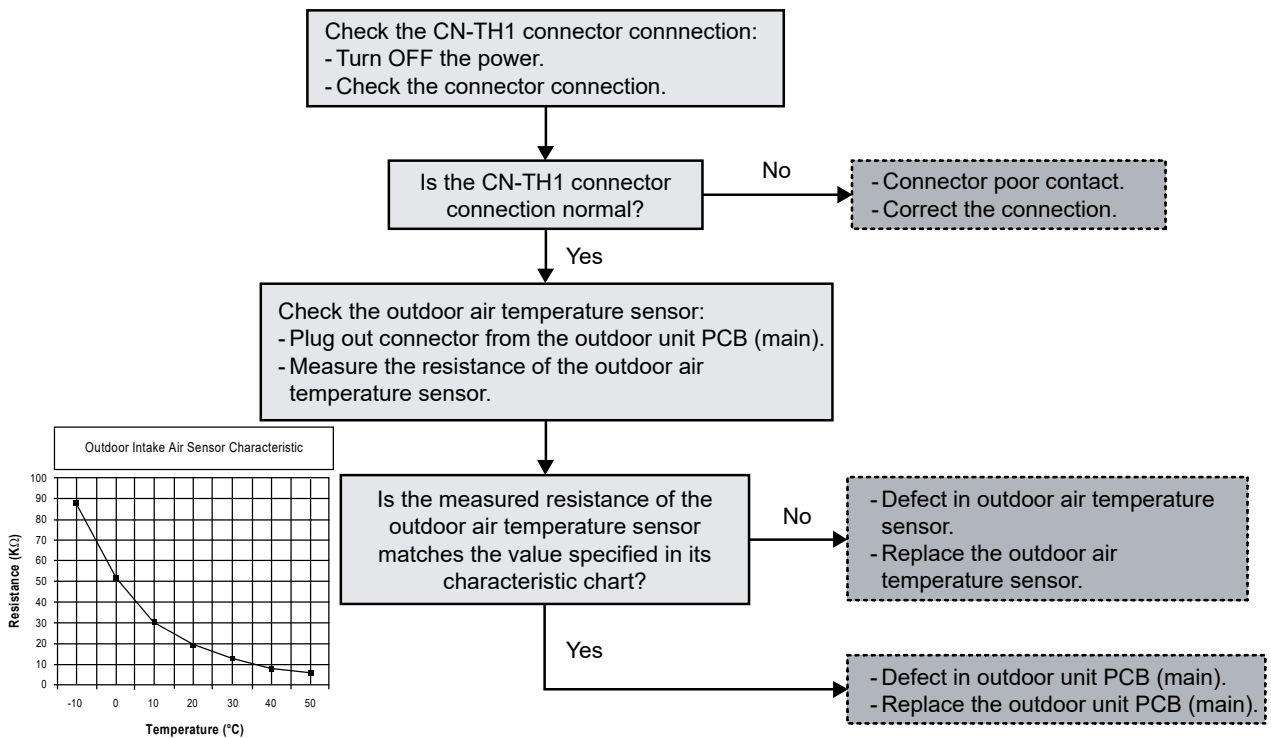 Check the CN-TH1 connector connnection:
- Turn OFF the power.
- Check the connector connection.
Is the CN-TH1 connector
connection normal?
No
- Connector poor contact.
- Correct the connection.
Yes
Check the outdoor air temperature sensor:
- Plug out connector from the outdoor unit PCB (main).
- Measure the resistance of the outdoor air
temperature sensor.
Outdoor Intake Air Sensor Characteristic
Resistance (KΩ)
100
90
80
70
60
50
40
30
20
10
0
-10 0 10 20 30 40 50
Temperature (°C)
Is the measured resistance of the
outdoor air temperature sensor
matches the value specified in its
characteristic chart?
No
- Defect in outdoor air temperature
sensor.
- Replace the outdoor air
temperature sensor.
Yes
- Defect in outdoor unit PCB (main).
- Replace the outdoor unit PCB (main).